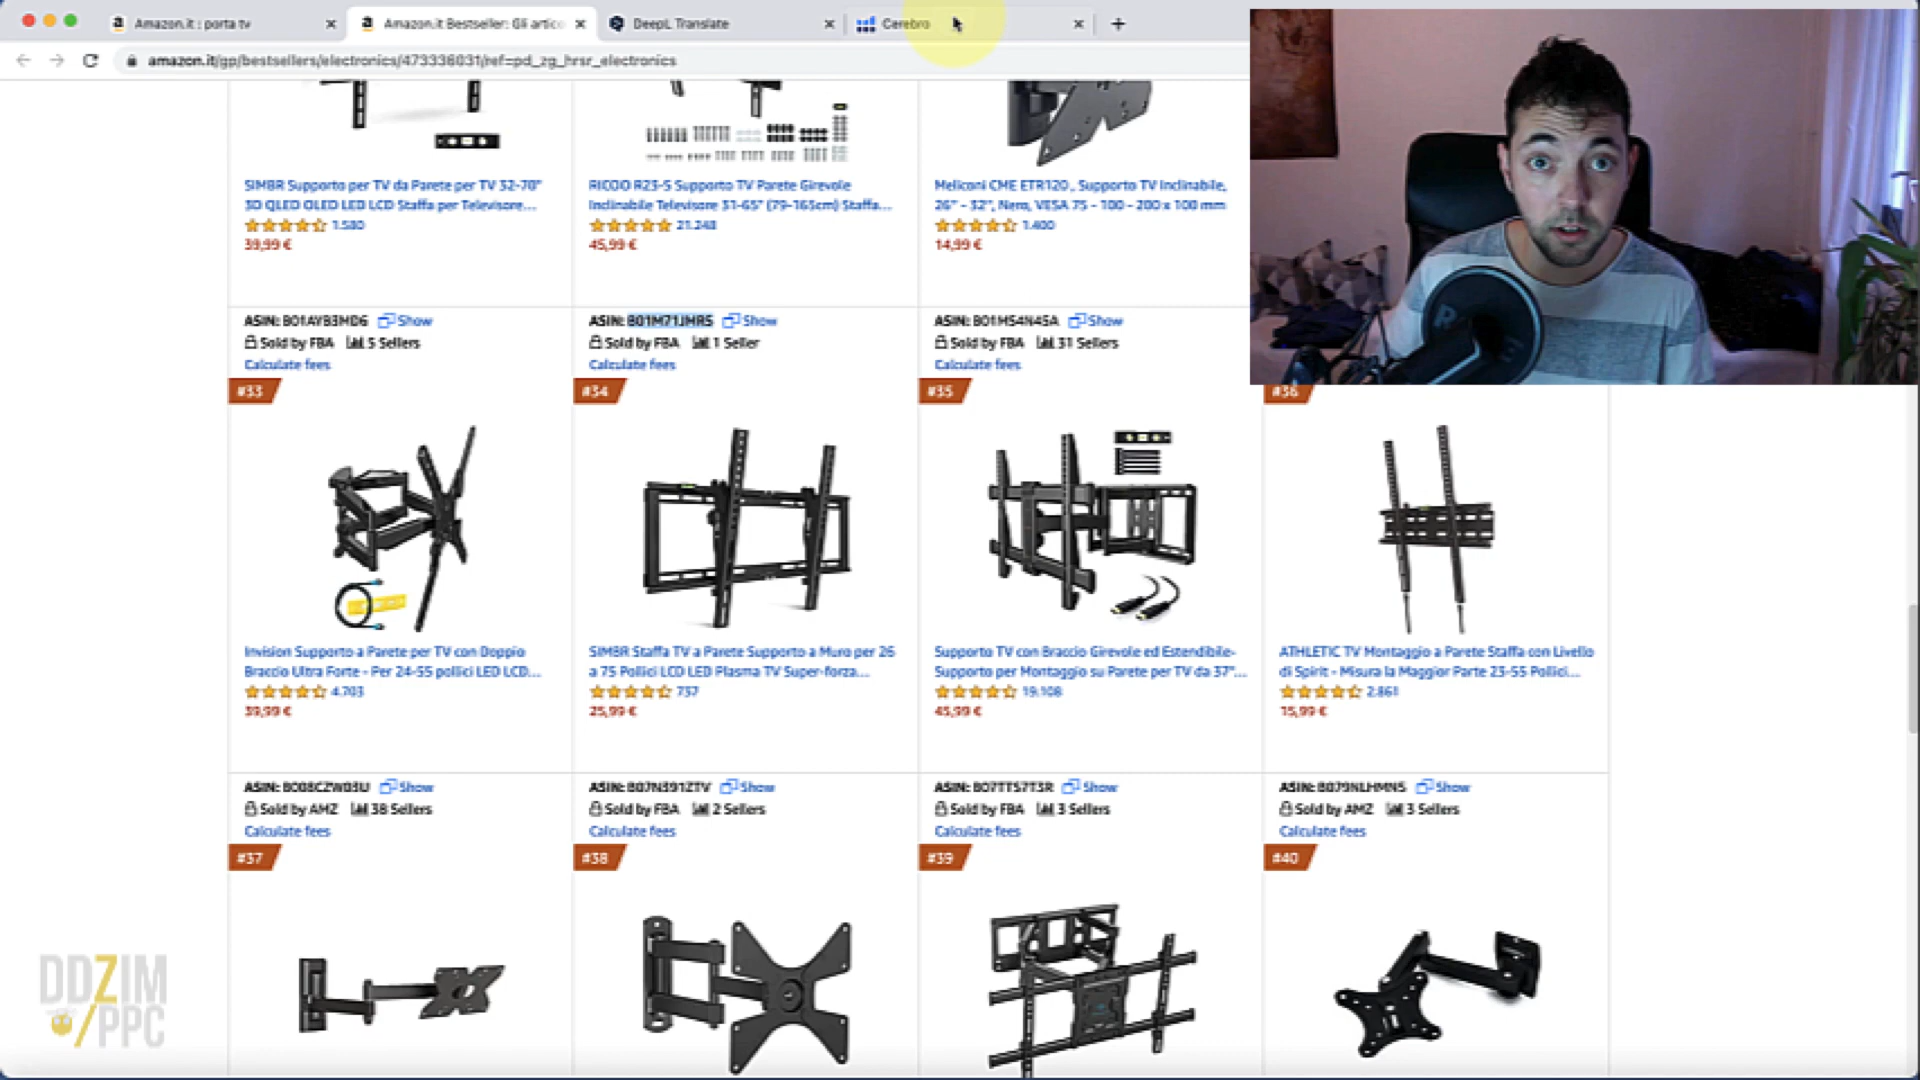 Amazon.it : porta tv
Amazon.it Bestseller: Gli artico
DeepL Translate
Cerebro
amazon.it/gp/bestsellers/electronics/473336031/ref=pd_zg_hrsr_electronics
SIMBR Supporto per TV da Parete per TV 32-70"
3D QLED OLED LED LCD Staffa per Televisore...
1.580
39,99 €
RICOO R23-S Supporto TV Parete Girevole
Inclinabile Televisore 31-65" (79-165cm) Staffa...
21.248
45,99 €
Meliconi CME ETR120 , Supporto TV Inclinabile,
26" - 32", Nero, VESA 75 - 100 - 200 x 100 mm
1.400
14,99 €
ASIN: B01AYB3MD6 Show
Sold by FBA 5 Sellers
Calculate fees
#33
ASIN: B01M71JMRS Show
Sold by FBA 1 Seller
Calculate fees
#34
ASIN: B01MS4N4SA Show
Sold by FBA 31 Sellers
Calculate fees
#35
#36
Invision Supporto a Parete per TV con Doppio
Braccio Ultra Forte - Per 24-55 pollici LED LCD...
4.703
39,99 €
SIMBR Staffa TV a Parete Supporto a Muro per 26
a 75 Pollici LCD LED Plasma TV Super-forza...
737
25,99 €
Supporto TV con Braccio Girevole ed Estendibile-
Supporto per Montaggio su Parete per TV da 37"...
19.108
45,99 €
ATHLETIC TV Montaggio a Parete Staffa con Livello
di Spirit - Misura la Maggior Parte 23-55 Pollici...
2.861
15,99 €
ASIN: B008CZW03U Show
Sold by AMZ 38 Sellers
Calculate fees
#37
ASIN: B07N391ZTV Show
Sold by FBA 2 Sellers
Calculate fees
#38
ASIN: B07TTS7T3R Show
Sold by FBA 3 Sellers
Calculate fees
#39
ASIN: B079NLHMN5 Show
Sold by AMZ 3 Sellers
Calculate fees
#40
DDZIM
/PPC